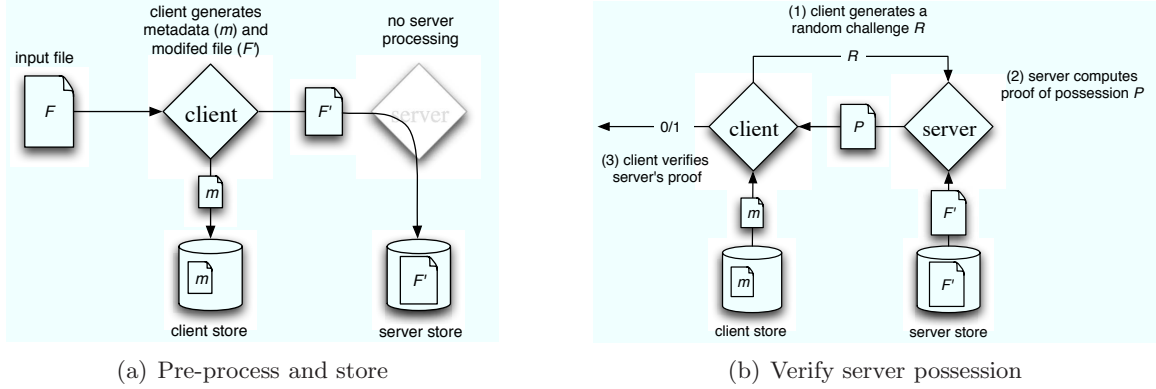 client generates
metadata (m) and
modifed file (F')
no server
processing
input file
F
client
F'
server
m
m
F'
client store
server store
(a) Pre-process and store
(1) client generates a
random challenge R
R
(2) server computes
proof of possession P
0/1
client
P
server
(3) client verifies
server's proof
m
F'
m
F'
client store
server store
(b) Verify server possession